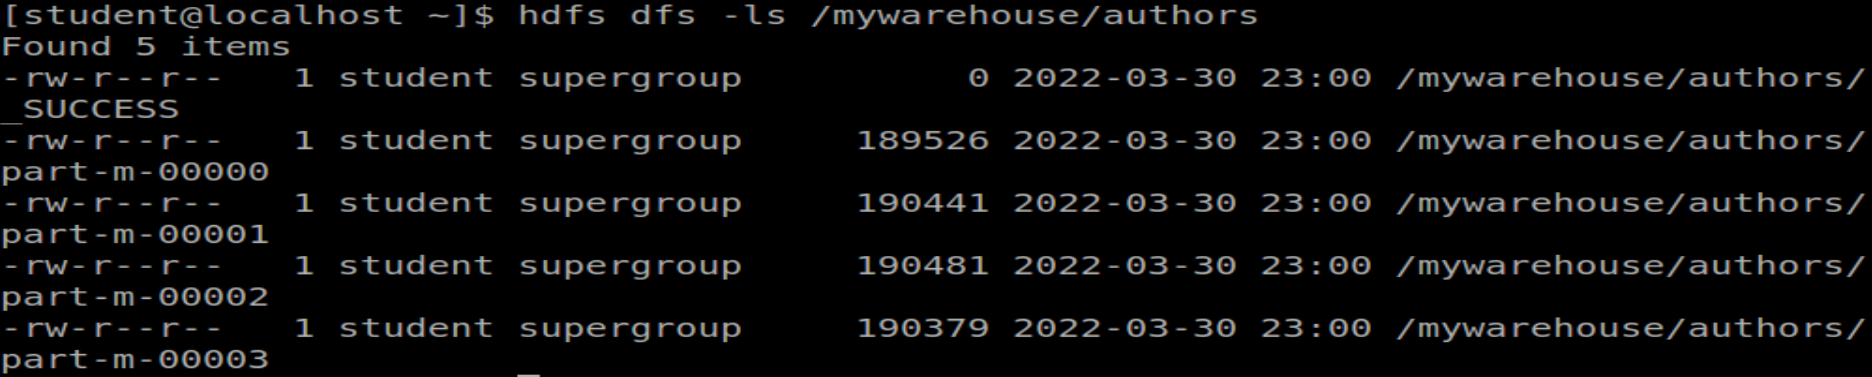 [student@localhost ~]$ hdfs dfs -ls /mywarehouse/authors
Found 5 items
-rw-r--r--   1 student supergroup          0 2022-03-30 23:00 /mywarehouse/authors/
_SUCCESS
-rw-r--r--   1 student supergroup     189526 2022-03-30 23:00 /mywarehouse/authors/
part-m-00000
-rw-r--r--   1 student supergroup     190441 2022-03-30 23:00 /mywarehouse/authors/
part-m-00001
-rw-r--r--   1 student supergroup     190481 2022-03-30 23:00 /mywarehouse/authors/
part-m-00002
-rw-r--r--   1 student supergroup     190379 2022-03-30 23:00 /mywarehouse/authors/
part-m-00003